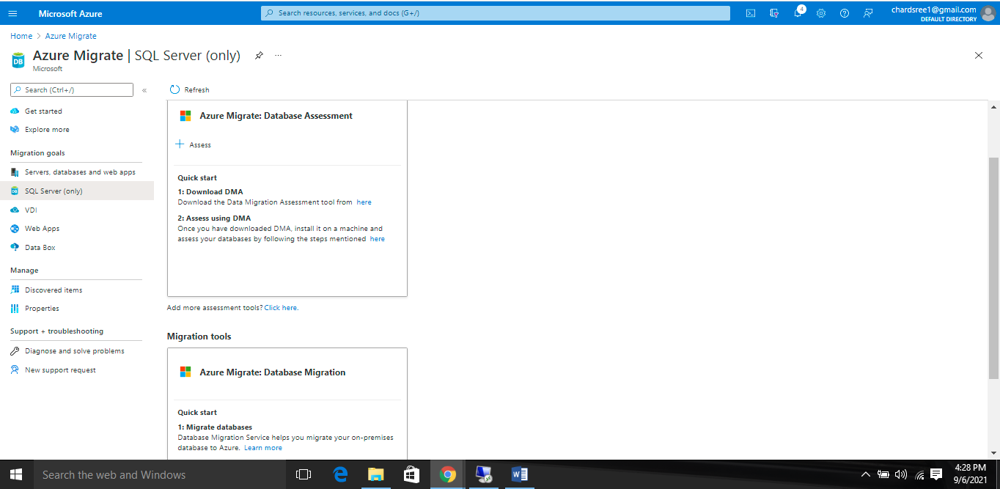 Microsoft Azure
Search resources, services, and docs (G+/)
4
chardsree1@gmail.com
DEFAULT DIRECTORY
Home > Azure Migrate
DB
Azure Migrate | SQL Server (only)
...
Microsoft
Search (Ctrl+/)
«
Refresh
Get started
Explore more
Migration goals
Servers, databases and web apps
SQL Server (only)
VDI
Web Apps
Data Box
Manage
Discovered items
Properties
Support + troubleshooting
Diagnose and solve problems
New support request
Azure Migrate: Database Assessment
+ Assess
Quick start
1: Download DMA
Download the Data Migration Assessment tool from here
2: Assess using DMA
Once you have downloaded DMA, install it on a machine and
assess your databases by following the steps mentioned here
Add more assessment tools? Click here.
Migration tools
Azure Migrate: Database Migration
Quick start
1: Migrate databases
Database Migration Service helps you migrate your on-premises
database to Azure. Learn more
Search the web and Windows
4:28 PM
9/6/2021